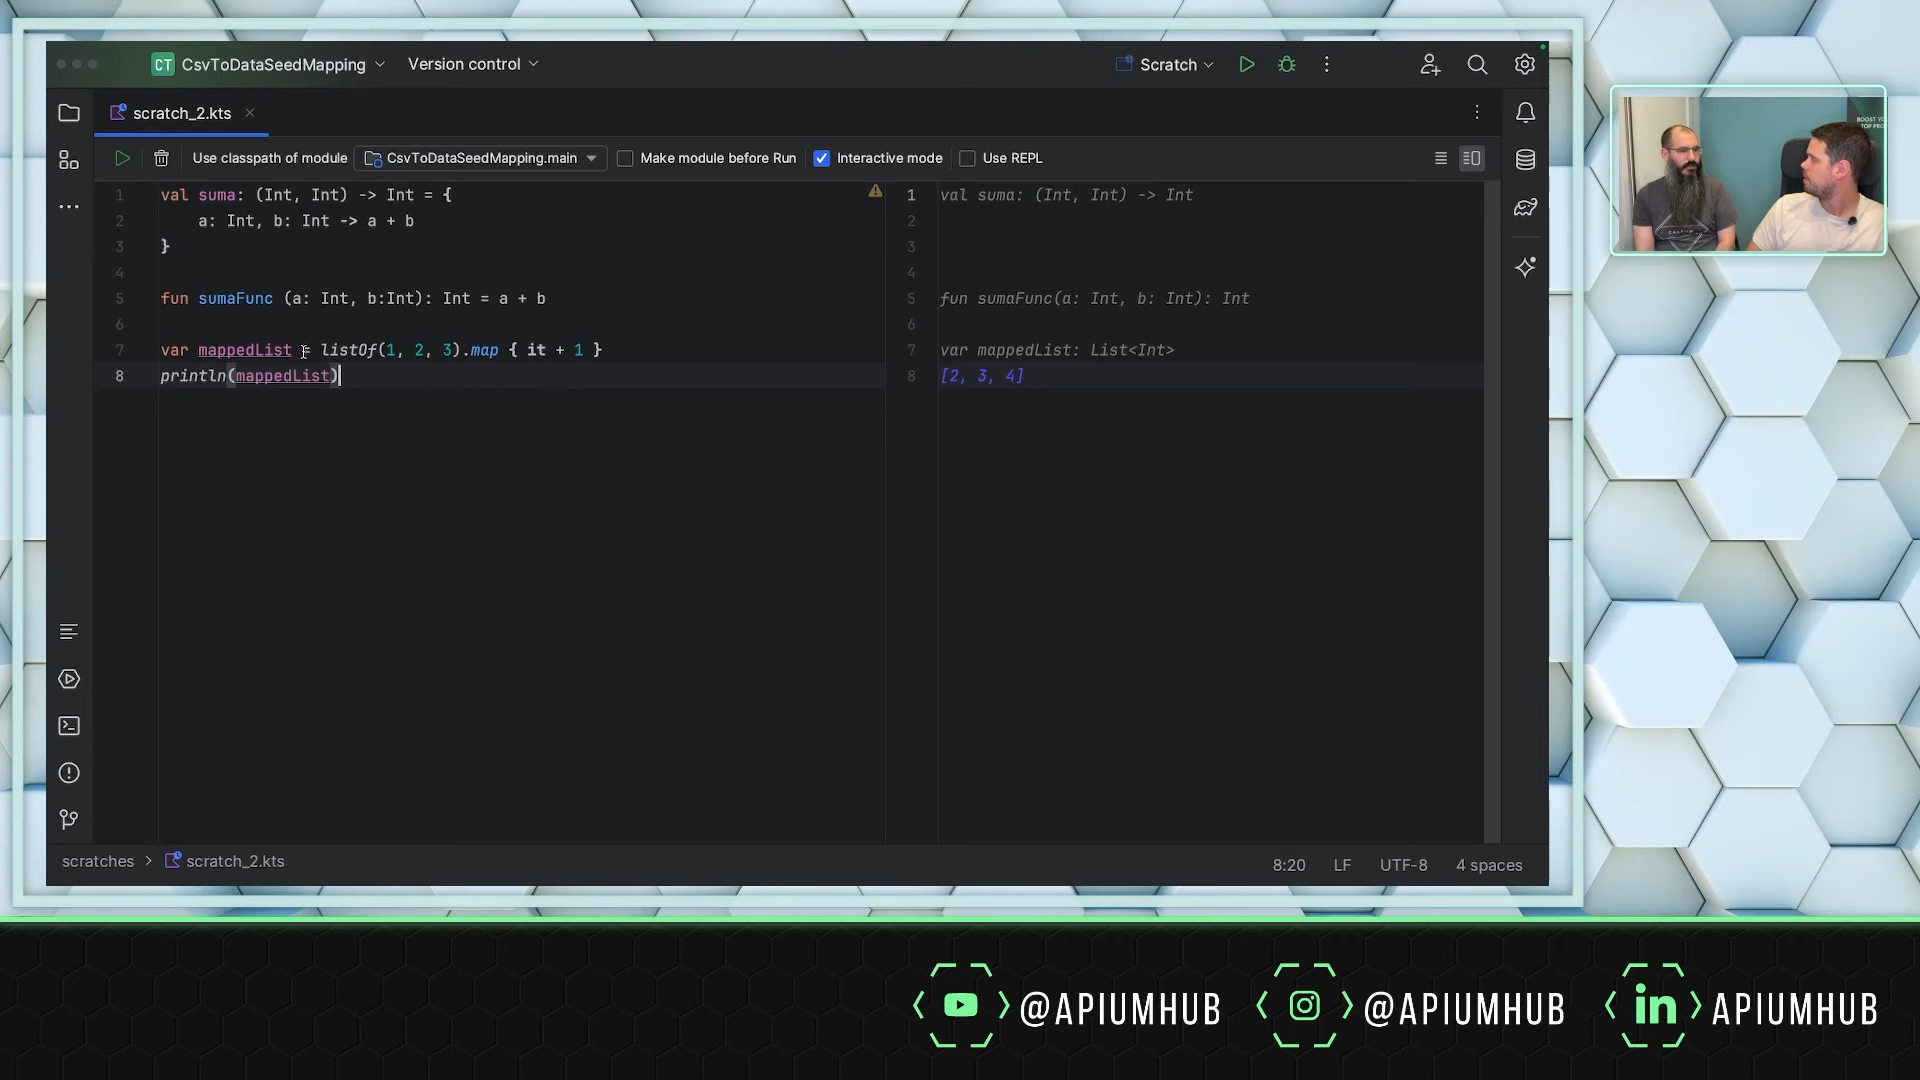 CT CsvToDataSeedMapping Version control Scratch
scratch_2.kts
Use classpath of module CsvToDataSeedMapping.main Make module before Run Interactive mode Use REPL
1 val suma: (Int, Int) -> Int = {
2 a: Int, b: Int -> a + b
3 }
4
5 fun sumaFunc (a: Int, b:Int): Int = a + b
6
7 var mappedList = listOf(1, 2, 3).map { it + 1 }
8 println(mappedList)
1 val suma: (Int, Int) -> Int
2
3
4
5 fun sumaFunc(a: Int, b: Int): Int
6
7 var mappedList: List<Int>
8 [2, 3, 4]
scratches > scratch_2.kts
8:20 LF UTF-8 4 spaces
@APIUMHUB @APIUMHUB in APIUMHUB